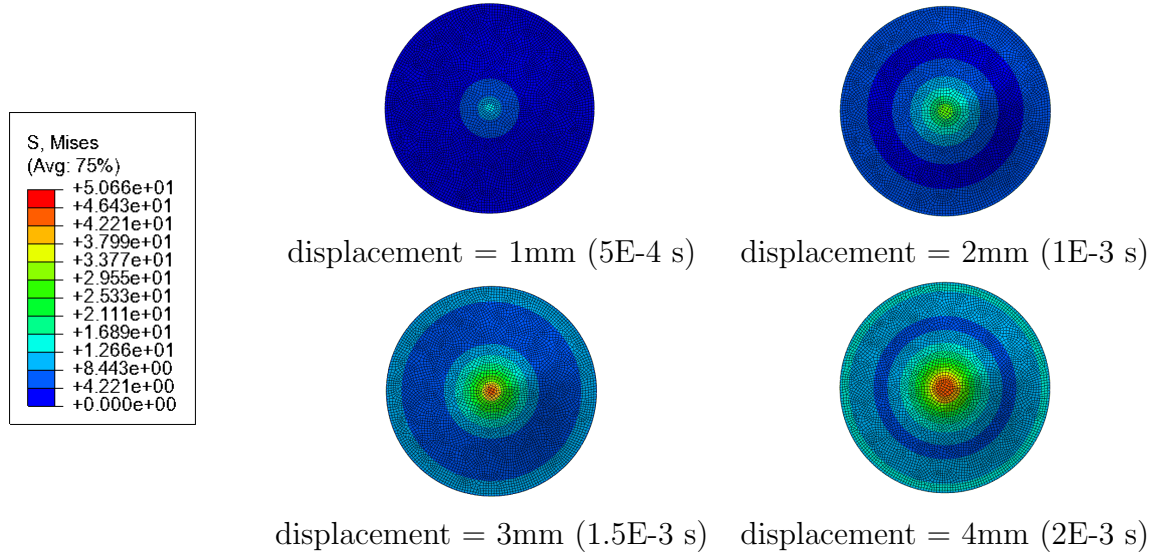 S, Mises
(Avg: 75%)
+5.066e+01
+4.643e+01
+4.221e+01
+3.799e+01
+3.377e+01
+2.955e+01
+2.533e+01
+2.111e+01
+1.689e+01
+1.266e+01
+8.443e+00
+4.221e+00
+0.000e+00
displacement = 1mm (5E-4 s)
displacement = 2mm (1E-3 s)
displacement = 3mm (1.5E-3 s)
displacement = 4mm (2E-3 s)